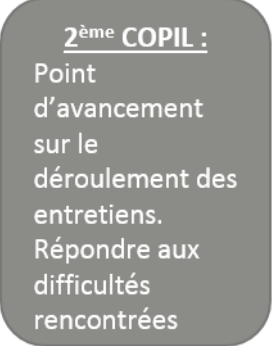 2ème COPIL :
Point
d’avancement
sur le
déroulement des
entretiens.
Répondre aux
difficultés
rencontrées